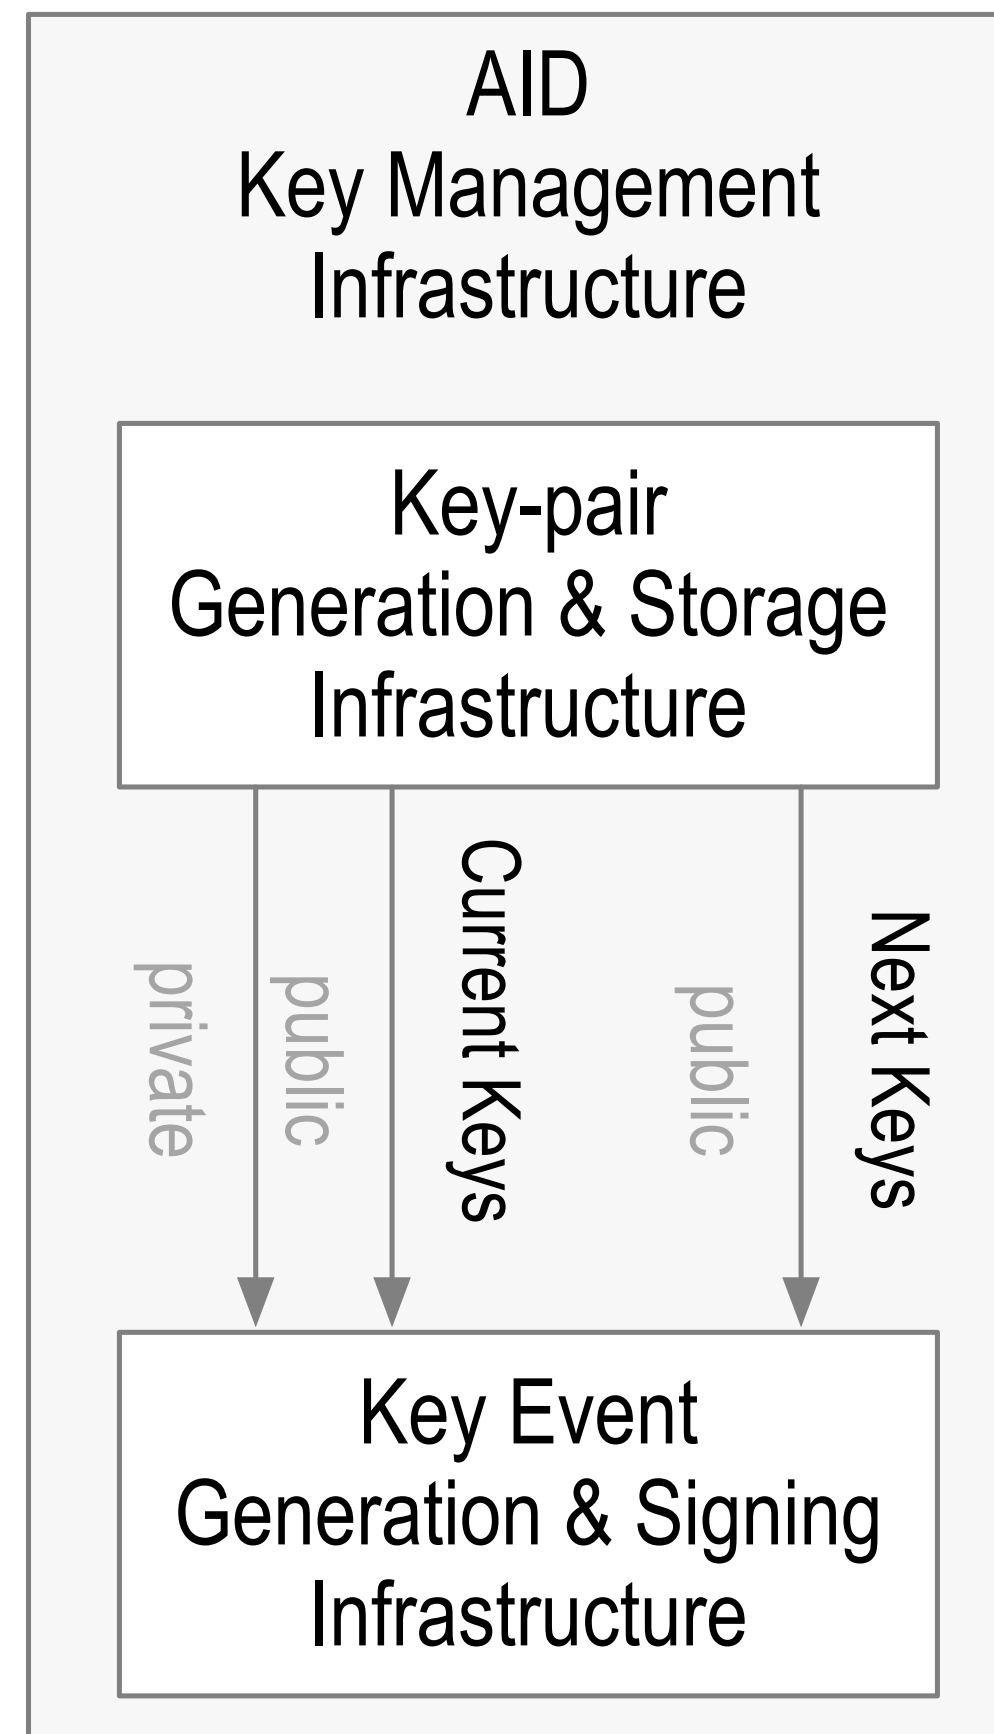 AID
Key Management
Infrastructure
Key-pair
Generation & Storage
Infrastructure
private
public
Current Keys
public
Next Keys
Key Event
Generation & Signing
Infrastructure